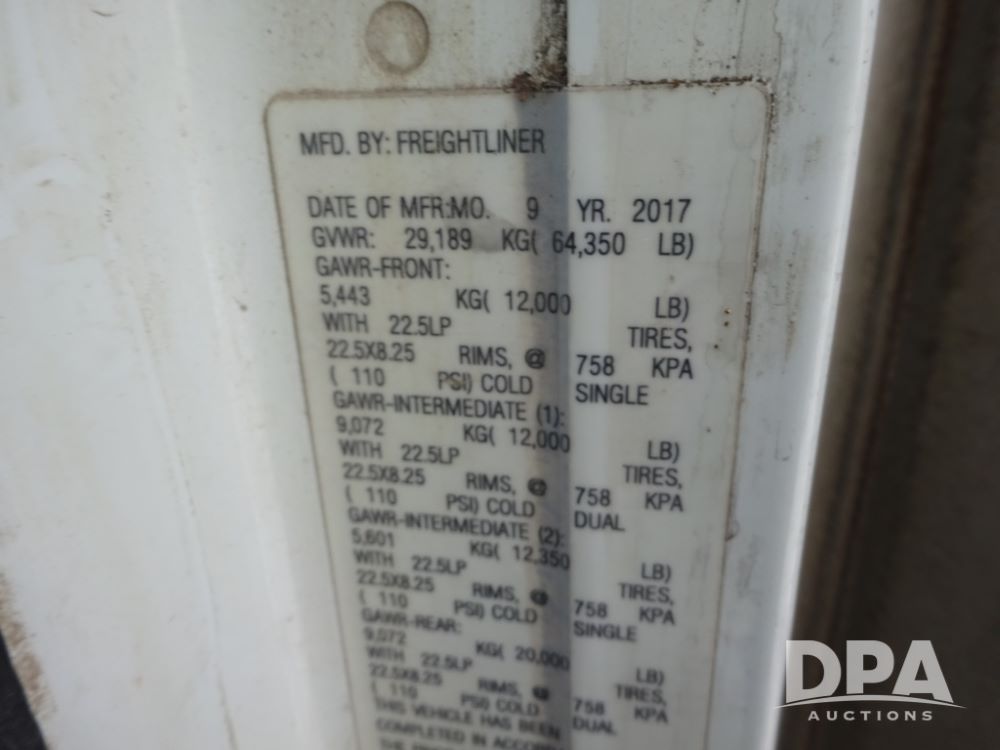 MFD. BY: FREIGHTLINER
DATE OF MFR:MO. 9 YR. 2017
GVWR: 29,189 KG( 64,350 LB)
GAWR-FRONT:
5,443 KG( 12,000 LB)
WITH 22.5LP TIRES,
22.5X8.25 RIMS, @ 758 KPA
( 110 PSI) COLD SINGLE
GAWR-INTERMEDIATE (1):
9,072 KG( 12,000 LB)
WITH 22.5LP TIRES,
22.5X8.25 RIMS, @ 758 KPA
( 110 PSI) COLD DUAL
GAWR-INTERMEDIATE (2):
5,601 KG( 12,350 LB)
WITH 22.5LP TIRES,
22.5X8.25 RIMS, @ 758 KPA
( 110 PSI) COLD SINGLE
GAWR-REAR:
9,072 KG( 20,000 LB)
WITH 22.5LP TIRES,
22.5X8.25 RIMS, @ 758 KPA
( 110 PSI) COLD DUAL
THIS VEHICLE HAS BEEN
COMPLETED IN
DPA
AUCTIONS